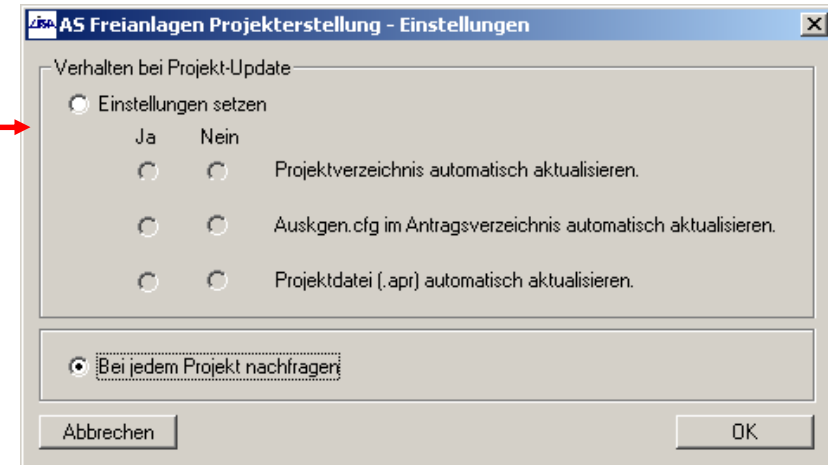 LISA AS Freianlagen Projekterstellung - Einstellungen
Verhalten bei Projekt-Update
Einstellungen setzen
Ja Nein
Projektverzeichnis automatisch aktualisieren.
Auskgen.cfg im Antragsverzeichnis automatisch aktualisieren.
Projektdatei (.apr) automatisch aktualisieren.
Bei jedem Projekt nachfragen
Abbrechen OK